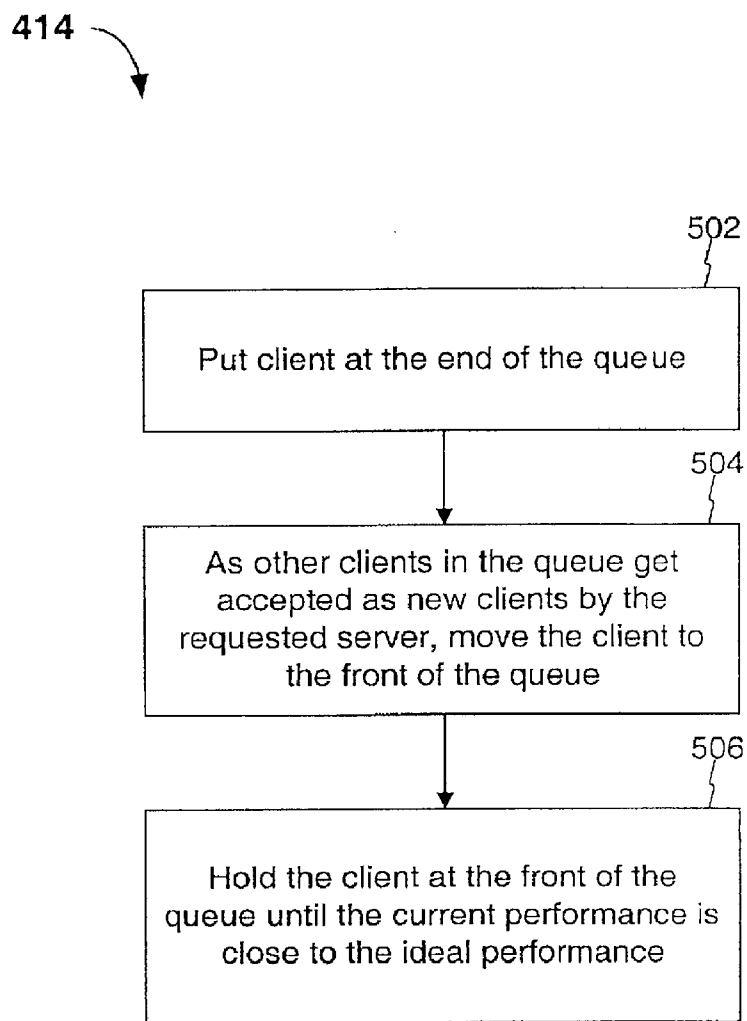 414
502
Put client at the end of the queue
504
As other clients in the queue get
accepted as new clients by the
requested server, move the client to
the front of the queue
506
Hold the client at the front of the
queue until the current performance is
close to the ideal performance